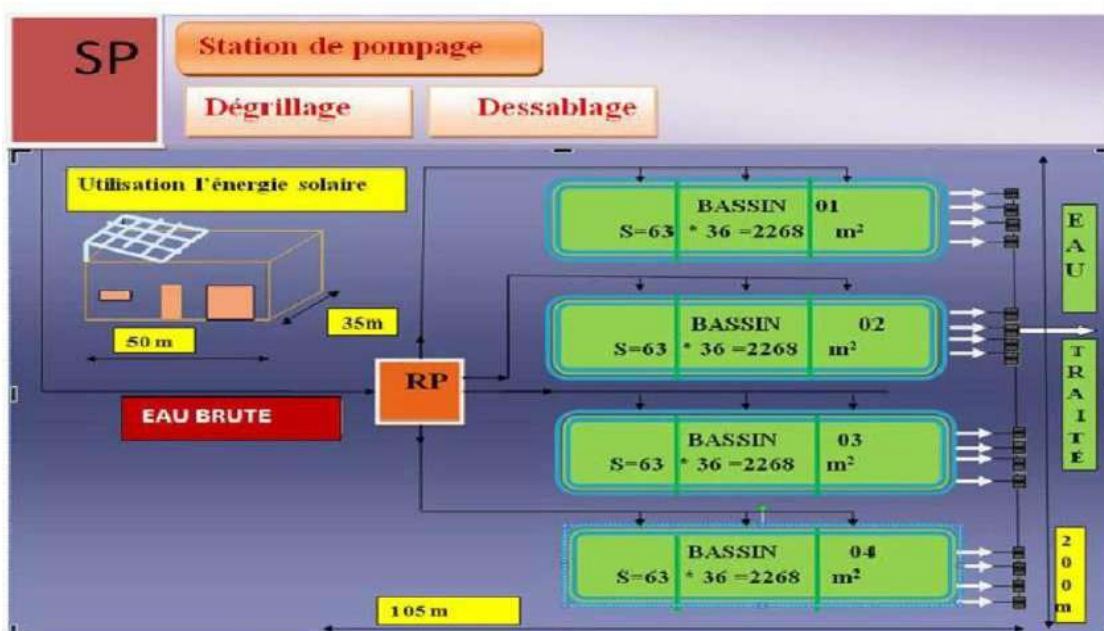 SP
Station de pompage
Dégrillage
Dessablage
Utilisation l'énergie solaire
35m
50 m
EAU BRUTE
RP
BASSIN 01
S=63 * 36 =2268 m²
BASSIN 02
S=63 * 36 =2268 m²
BASSIN 03
S=63 * 36 =2268 m²
BASSIN 04
S=63 * 36 =2268 m²
EAU
TRAITÉ
200m
105 m